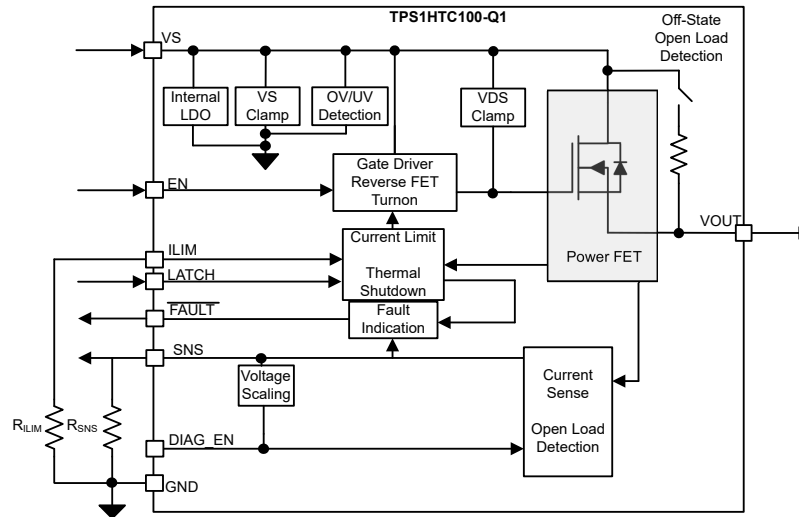 TPS1HTC100-Q1
VS
Off-State
Open Load
Detection
Internal
LDO
VS
Clamp
OV/UV
Detection
VDS
Clamp
Gate Driver
Reverse FET
Turnon
EN
VOUT
Power FET
Current Limit
Thermal
Shutdown
ILIM
LATCH
FAULT
Fault
Indication
SNS
Voltage
Scaling
Current
Sense
Open Load
Detection
RILIM
RSNS
DIAG_EN
GND